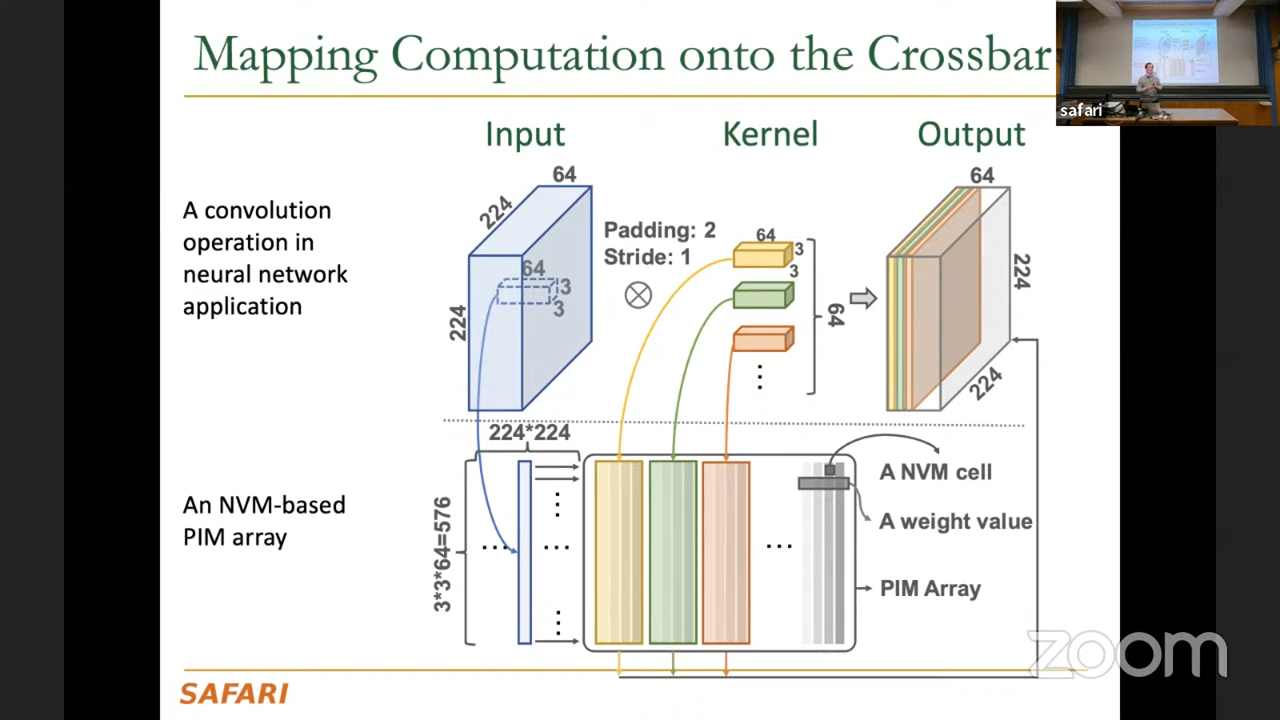 Mapping Computation onto the Crossbar
safari
Input
Kernel
Output
A convolution
operation in
neural network
application
64
224
224
64
3
3
Padding: 2
Stride: 1
64
3
3
64
64
224
224
224*224
3*3*64=576
An NVM-based
PIM array
A NVM cell
A weight value
PIM Array
zoom
SAFARI